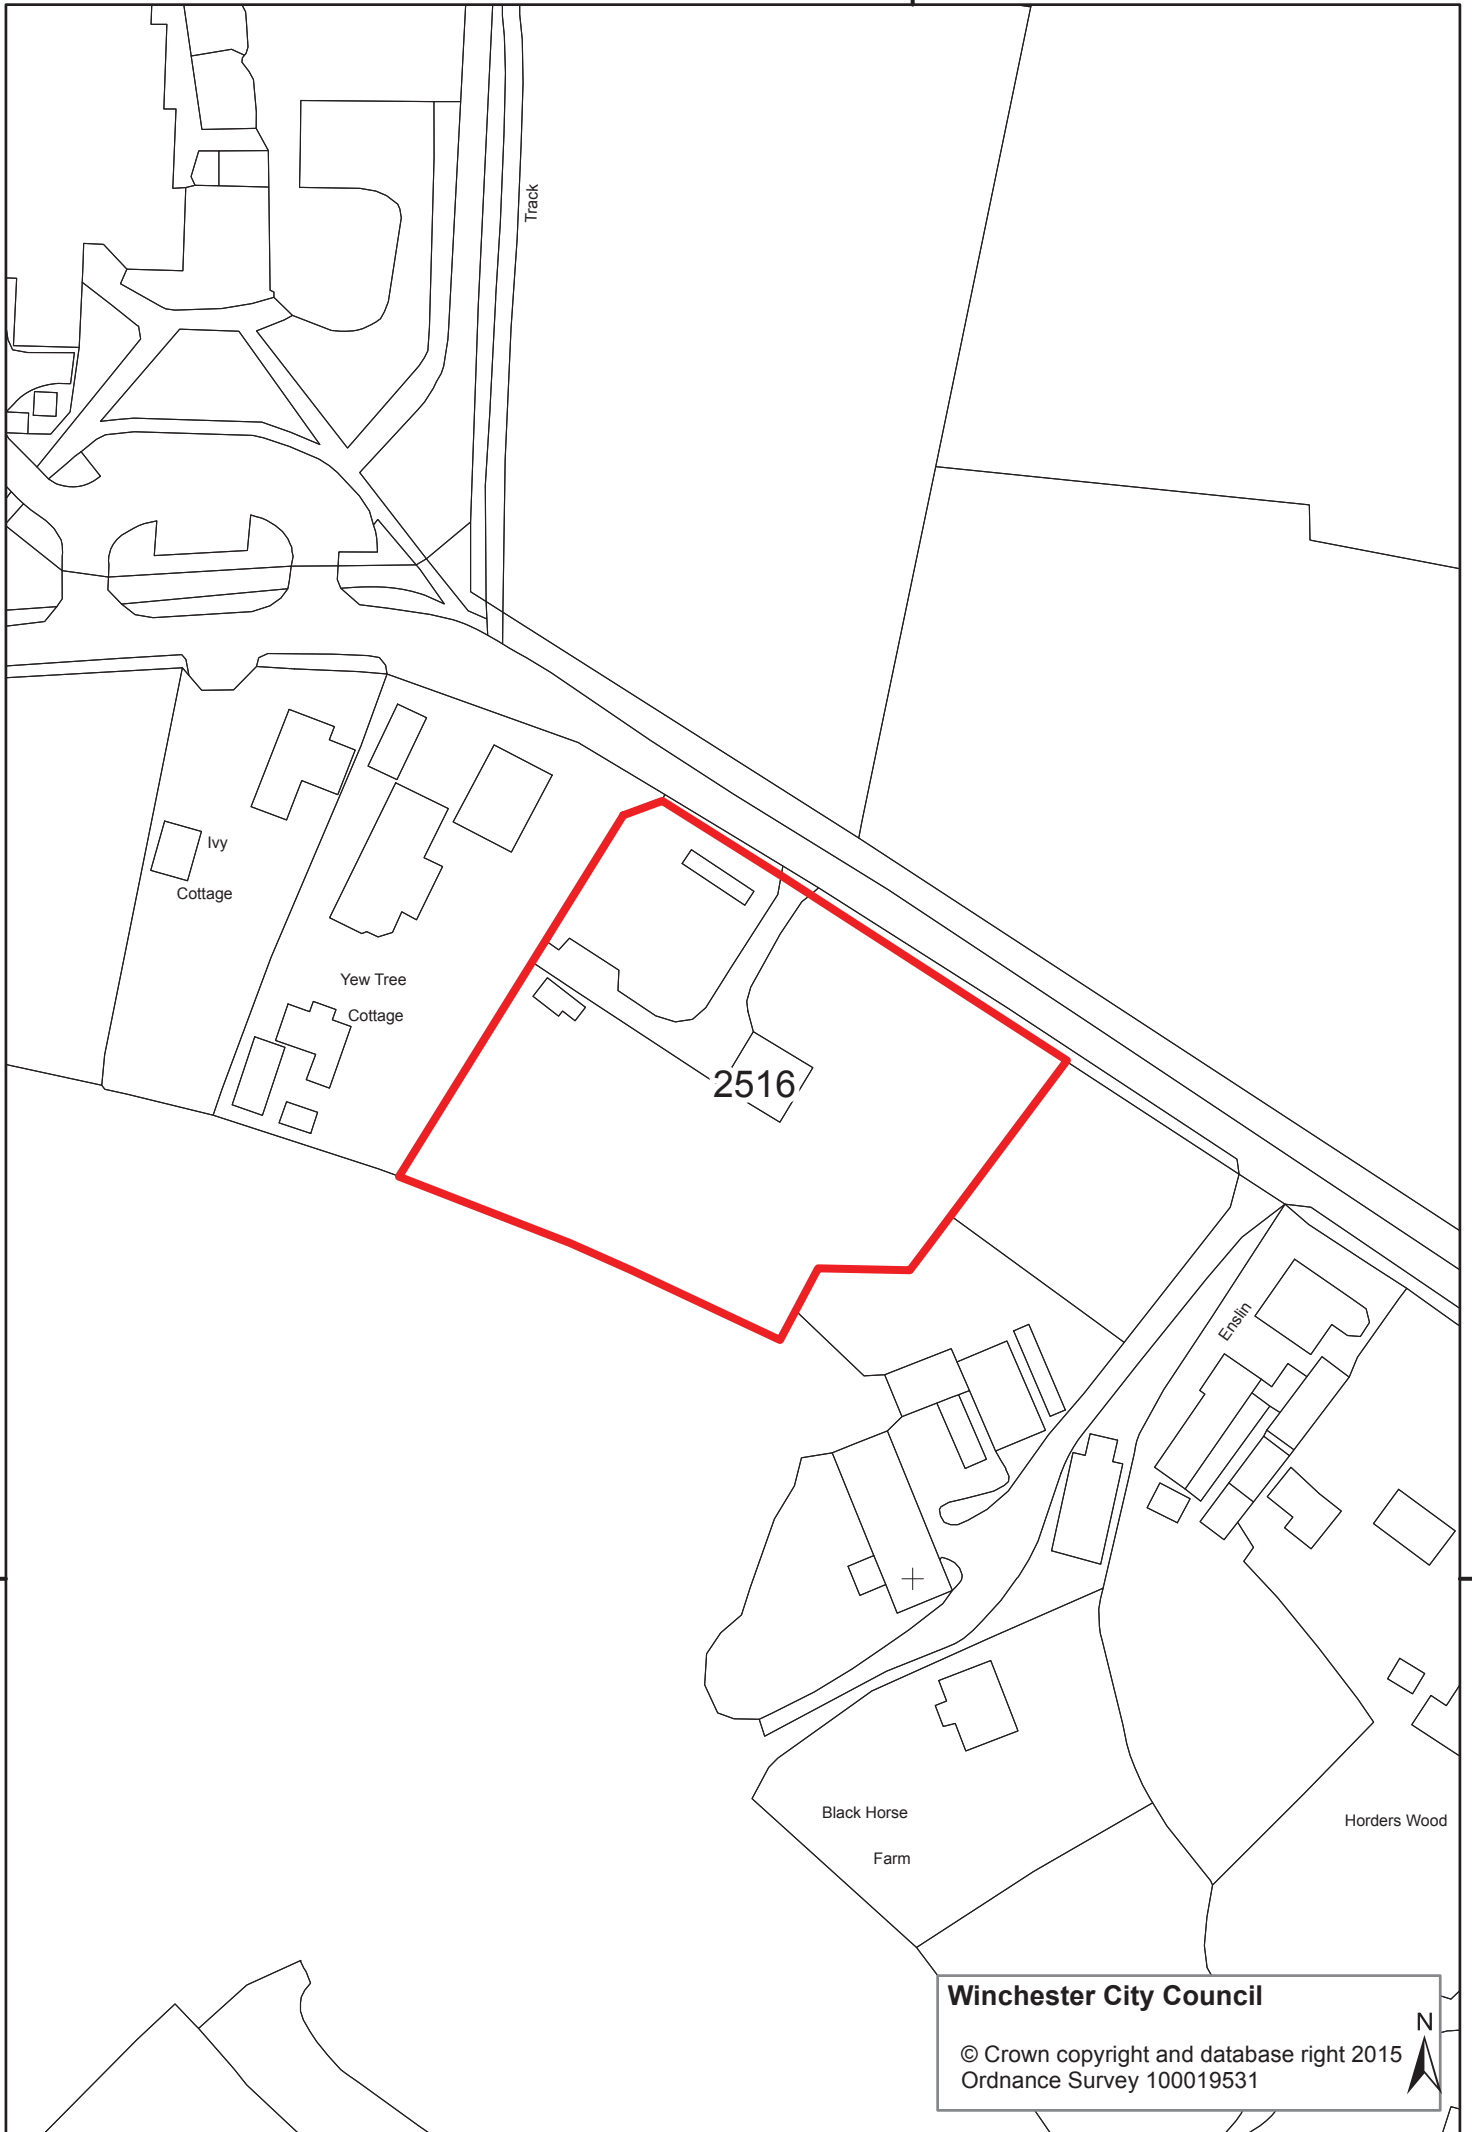 Track
Ivy
Cottage
Yew Tree
Cottage
2516
Enslin
Black Horse
Farm
Horders Wood
Winchester City Council
N
© Crown copyright and database right 2015
Ordnance Survey 100019531